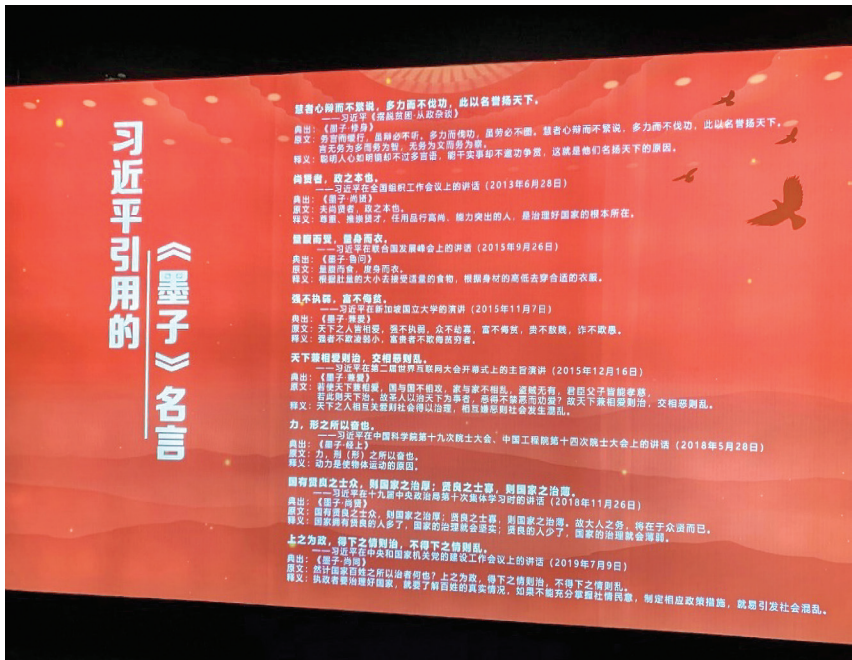 习近平引用的
《墨子》名言
慧者心辩而不繁说，多力而不伐功，此以名誉扬天下。
——习近平《摆脱贫困·从政杂谈》
典出：《墨子·修身》
原文：务言而缓行，虽辩必不听。多力而伐功，虽劳必不图。慧者心辩而不繁说，多力而不伐功，此以名誉扬天下。
言无务为多而务为智，无务为文而务为察。
释义：聪明人心如明镜却不过多言语，能干实事却不邀功争赏，这就是他们名扬天下的原因。
尚贤者，政之本也。
——习近平在全国组织工作会议上的讲话（2013年6月28日）
典出：《墨子·尚贤》
原文：夫尚贤者，政之本也。
释义：尊重、推崇贤才，任用品行高尚、能力突出的人，是治理好国家的根本所在。
量腹而受，量身而衣。
——习近平在联合国发展峰会上的讲话（2015年9月26日）
典出：《墨子·鲁问》
原文：量腹而食，度身而衣。
释义：根据肚量的大小去接受适量的食物，根据身材的高低去穿合适的衣服。
强不执弱，富不侮贫。
——习近平在新加坡国立大学的演讲（2015年11月7日）
典出：《墨子·兼爱》
原文：天下之人皆相爱，强不执弱，众不劫寡，富不侮贫，贵不敖贱，诈不欺愚。
释义：强者不欺凌弱小，富贵者不欺侮贫穷者。
天下兼相爱则治，交相恶则乱。
——习近平在第二届世界互联网大会开幕式上的主旨演讲（2015年12月16日）
典出：《墨子·兼爱》
原文：若使天下兼相爱，国与国不相攻，家与家不相乱，盗贼无有，君臣父子皆能孝慈，
若此则天下治。故圣人以治天下为事者，恶得不禁恶而劝爱？故天下兼相爱则治，交相恶则乱。
释义：天下之人相互关爱则社会得以治理，相互嫌恶则社会发生混乱。
力，形之所以奋也。
——习近平在中国科学院第十九次院士大会、中国工程院第十四次院士大会上的讲话（2018年5月28日）
典出：《墨子·经上》
原文：力，刑（形）之所以奋也。
释义：动力是使物体运动的原因。
国有贤良之士众，则国家之治厚；贤良之士寡，则国家之治薄。
——习近平在十九届中央政治局第十次集体学习时的讲话（2018年11月26日）
典出：《墨子·尚贤》
原文：国有贤良之士众，则国家之治厚；贤良之士寡，则国家之治薄。故大人之务，将在于众贤而已。
释义：国家拥有贤良的人多了，国家的治理就会坚实；贤良的人少了，国家的治理就会薄弱。
上之为政，得下之情则治，不得下之情则乱。
——习近平在中央和国家机关党的建设工作会议上的讲话（2019年7月9日）
典出：《墨子·尚同》
原文：然计国家百姓之所以治者何也？上之为政，得下之情则治，不得下之情则乱。
释义：执政者要治理好国家，就要了解百姓的真实情况，如果不能充分掌握社情民意，制定相应政策措施，就易引发社会混乱。